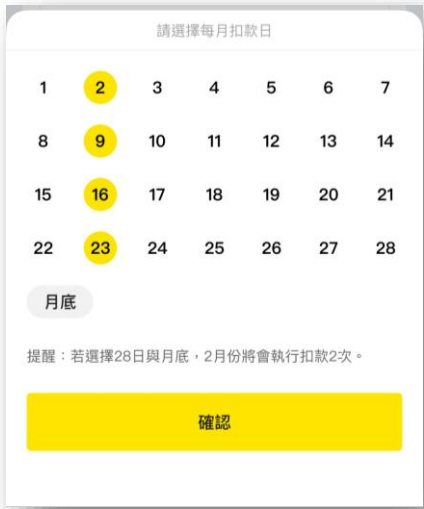 請選擇每月扣款日
1 2 3 4 5 6 7
8 9 10 11 12 13 14
15 16 17 18 19 20 21
22 23 24 25 26 27 28
月底
提醒：若選擇28日與月底，2月份將會執行扣款2次。
確認